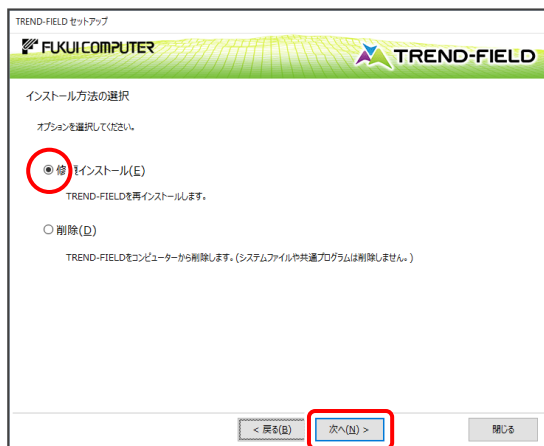 TREND-FIELD セットアップ
FUKUI COMPUTER
TREND-FIELD
インストール方法の選択
オプションを選択してください。
修復インストール(E)
TREND-FIELDを再インストールします。
削除(D)
TREND-FIELDをコンピューターから削除します。(システムファイルや共通プログラムは削除しません。)
< 戻る(B)
次へ(N) >
閉じる